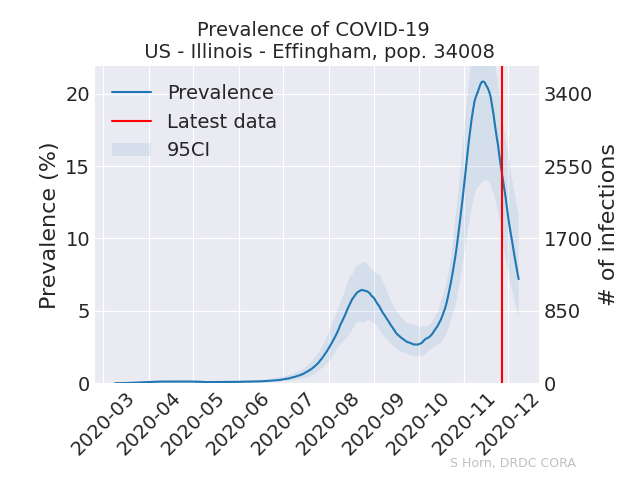 Prevalence of COVID-19
US - Illinois - Effingham, pop. 34008
Prevalence
Latest data
95CI
Prevalence (%)
20
15
10
5
0
# of infections
3400
2550
1700
850
0
2020-03
2020-04
2020-05
2020-06
2020-07
2020-08
2020-09
2020-10
2020-11
2020-12
S Horn, DRDC CORA